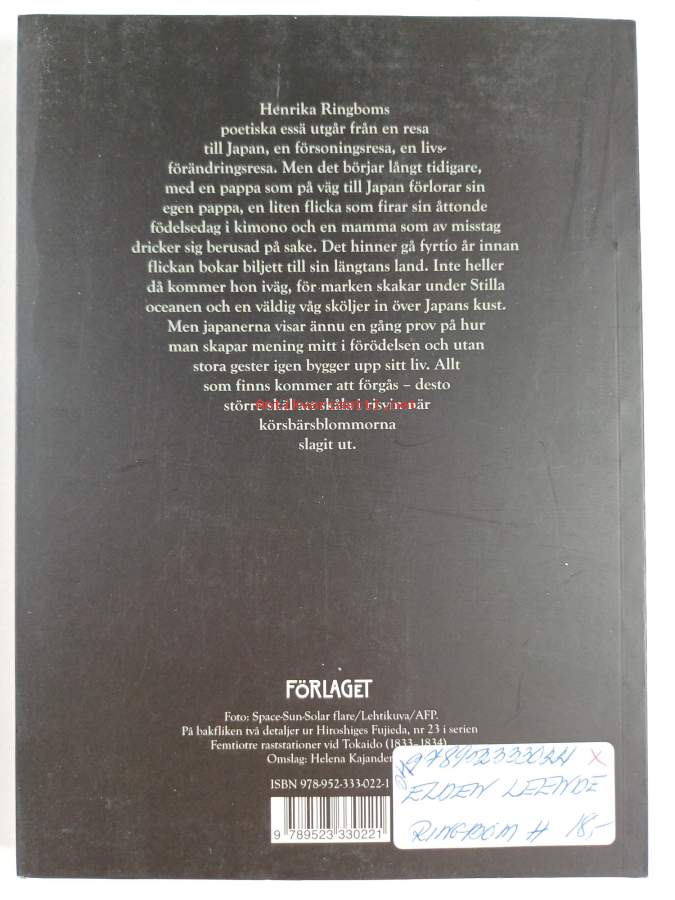 Henrika Ringboms
poetiska essä utgår från en resa
till Japan, en försoningsresa, en livs-
förändringsresa. Men det börjar långt tidigare,
med en pappa som på väg till Japan förlorar sin
egen pappa, en liten flicka som firar sin åttonde
födelsedag i kimono och en mamma som av misstag
dricker sig berusad på sake. Det hinner gå fyrtio år innan
flickan bokar biljett till sin längtans land. Inte heller
då kommer hon iväg, för marken skakar under Stilla
oceanen och en väldig våg sköljer in över Japans kust.
Men japanerna visar ännu en gång prov på hur
man skapar mening mitt i förödelsen och utan
stora gester igen bygger upp sitt liv. Allt
som finns kommer att förgås – desto
större skäl att skåla i risvin när
körsbärsblommorna
slagit ut.
FÖRLAGET
Foto: Space-Sun-Solar flare/Lehtikuva/AFP.
På bakfliken två detaljer ur Hiroshiges Fujieda, nr 23 i serien
Femtiotre raststationer vid Tokaido (1833–1834)
Omslag: Helena Kajander
ISBN 978-952-333-022-1
9 789523 330221
ELDEN LEENDE
RINGBOM H 18,-